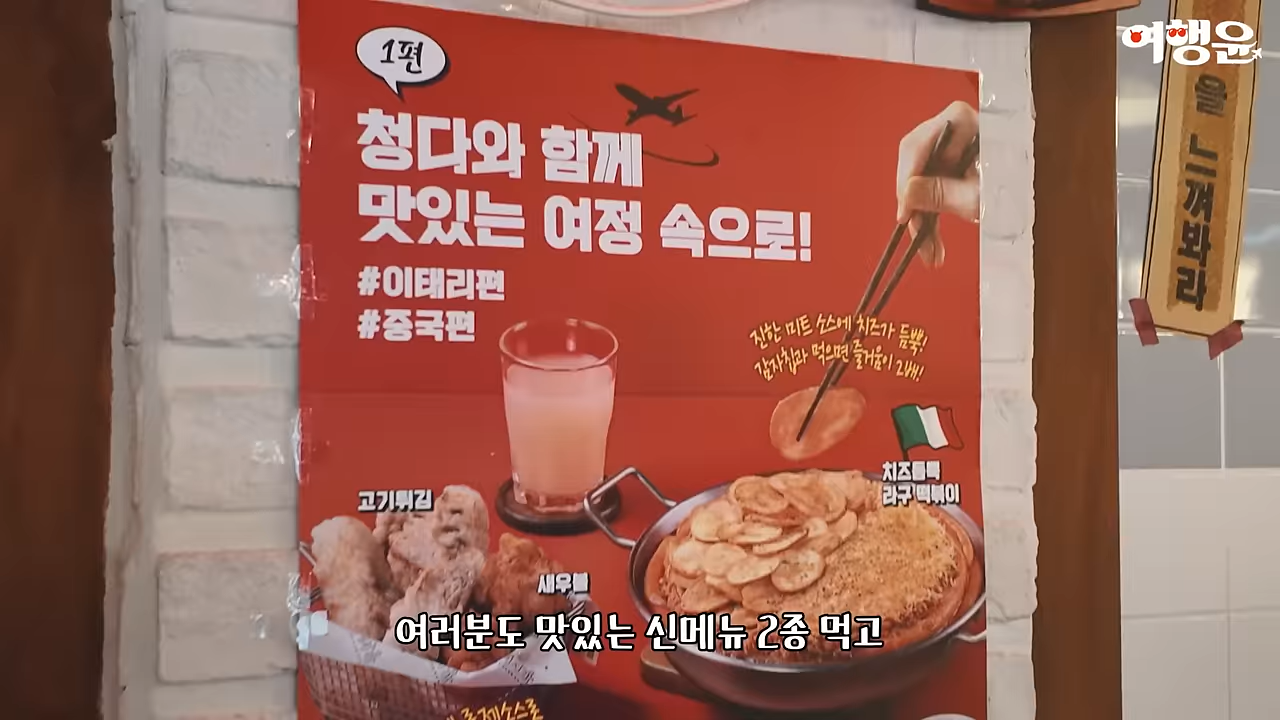 1편
청다와 함께
맛있는 여정 속으로!
#이태리편
#중국편
진한 미트 소스에 치즈가 듬뿍!
감자칩과 먹으면 즐거움이 2배!
치즈듬뿍
라구 떡볶이
고기튀김
새우볼
여러분도 맛있는 신메뉴 2종 먹고
여행윤
을 느껴봐라